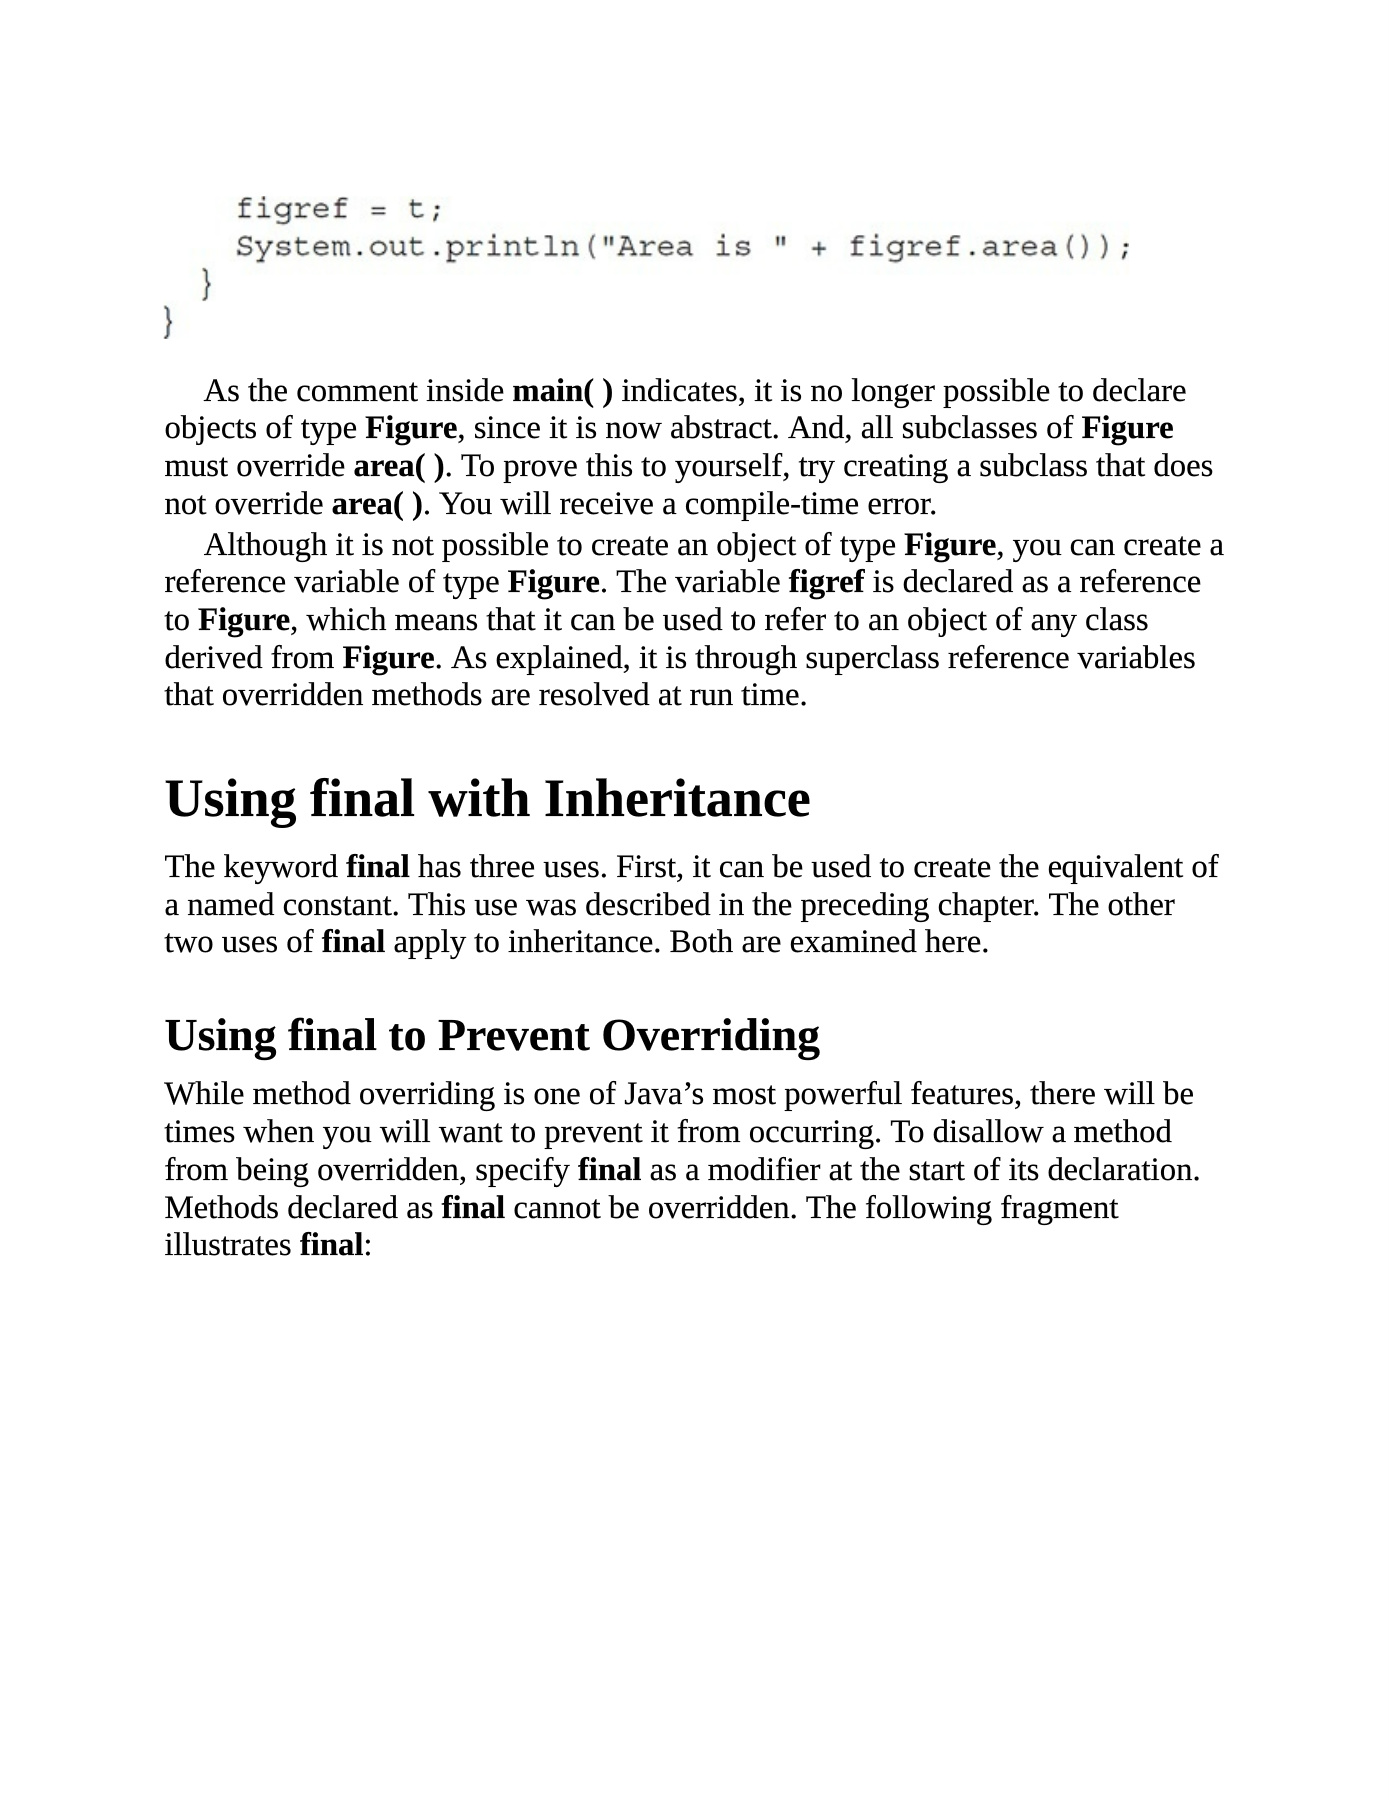 figref = t;
System.out.println("Area is " + figref.area());
}
}
As the comment inside main( ) indicates, it is no longer possible to declare
objects of type Figure, since it is now abstract. And, all subclasses of Figure
must override area( ). To prove this to yourself, try creating a subclass that does
not override area( ). You will receive a compile-time error.
Although it is not possible to create an object of type Figure, you can create a
reference variable of type Figure. The variable figref is declared as a reference
to Figure, which means that it can be used to refer to an object of any class
derived from Figure. As explained, it is through superclass reference variables
that overridden methods are resolved at run time.
Using final with Inheritance
The keyword final has three uses. First, it can be used to create the equivalent of
a named constant. This use was described in the preceding chapter. The other
two uses of final apply to inheritance. Both are examined here.
Using final to Prevent Overriding
While method overriding is one of Java’s most powerful features, there will be
times when you will want to prevent it from occurring. To disallow a method
from being overridden, specify final as a modifier at the start of its declaration.
Methods declared as final cannot be overridden. The following fragment
illustrates final: